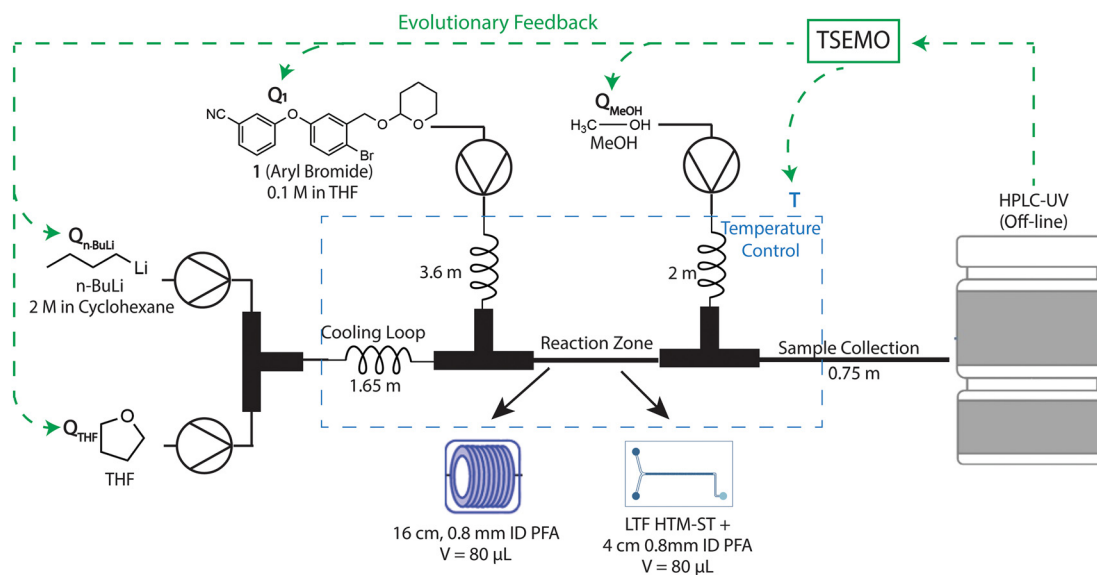 Evolutionary Feedback
TSEMO
Q1
NC
O
O
O
Br
1 (Aryl Bromide)
0.1 M in THF
QMeOH
H3C
OH
MeOH
T
Temperature
Control
HPLC-UV
(Off-line)
Qn-BuLi
Li
n-BuLi
2 M in Cyclohexane
3.6 m
2 m
Cooling Loop
1.65 m
Reaction Zone
Sample Collection
0.75 m
QTHF
O
THF
16 cm, 0.8 mm ID PFA
V = 80 µL
LTF HTM-ST +
4 cm 0.8mm ID PFA
V = 80 µL